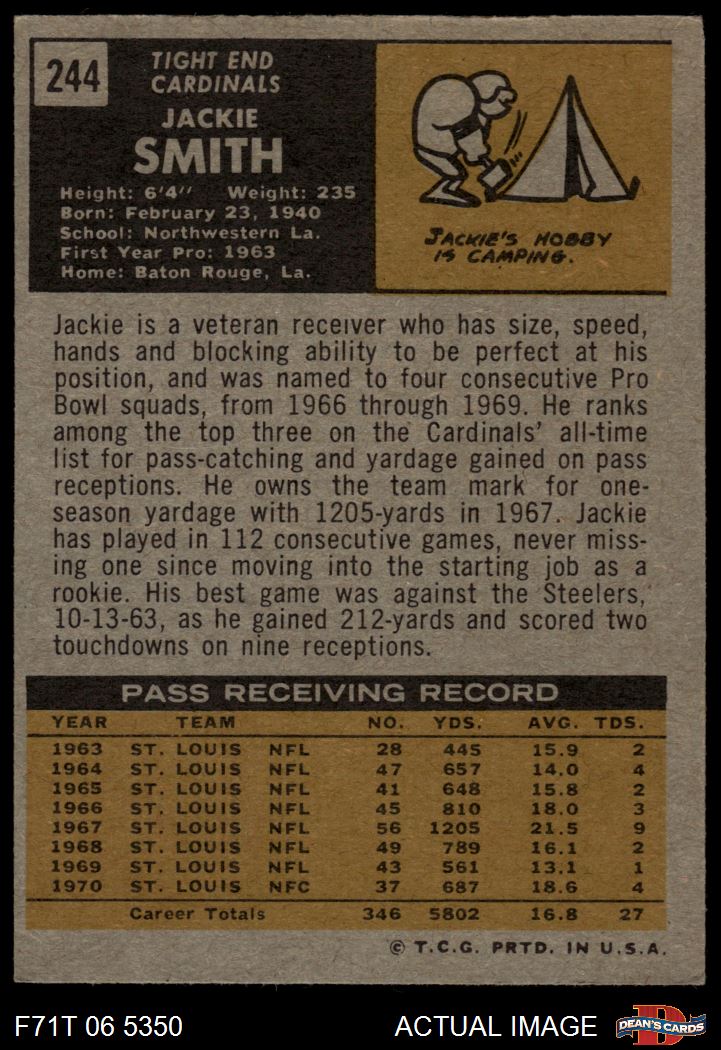 244
TIGHT END
CARDINALS
JACKIE
SMITH
Height: 6'4" Weight: 235
Born: February 23, 1940
School: Northwestern La.
First Year Pro: 1963
Home: Baton Rouge, La.
JACKIE'S HOBBY
IS CAMPING.
Jackie is a veteran receiver who has size, speed,
hands and blocking ability to be perfect at his
position, and was named to four consecutive Pro
Bowl squads, from 1966 through 1969. He ranks
among the top three on the Cardinals' all-time
list for pass-catching and yardage gained on pass
receptions. He owns the team mark for one-
season yardage with 1205-yards in 1967. Jackie
has played in 112 consecutive games, never miss-
ing one since moving into the starting job as a
rookie. His best game was against the Steelers,
10-13-63, as he gained 212-yards and scored two
touchdowns on nine receptions.
PASS RECEIVING RECORD
YEAR TEAM NO. YDS. AVG. TDS.
1963 ST. LOUIS NFL 28 445 15.9 2
1964 ST. LOUIS NFL 47 657 14.0 4
1965 ST. LOUIS NFL 41 648 15.8 2
1966 ST. LOUIS NFL 45 810 18.0 3
1967 ST. LOUIS NFL 56 1205 21.5 9
1968 ST. LOUIS NFL 49 789 16.1 2
1969 ST. LOUIS NFL 43 561 13.1 1
1970 ST. LOUIS NFC 37 687 18.6 4
Career Totals 346 5802 16.8 27
© T.C.G. PRTD. IN U.S.A.
F71T 06 5350 ACTUAL IMAGE D DEAN'S CARDS